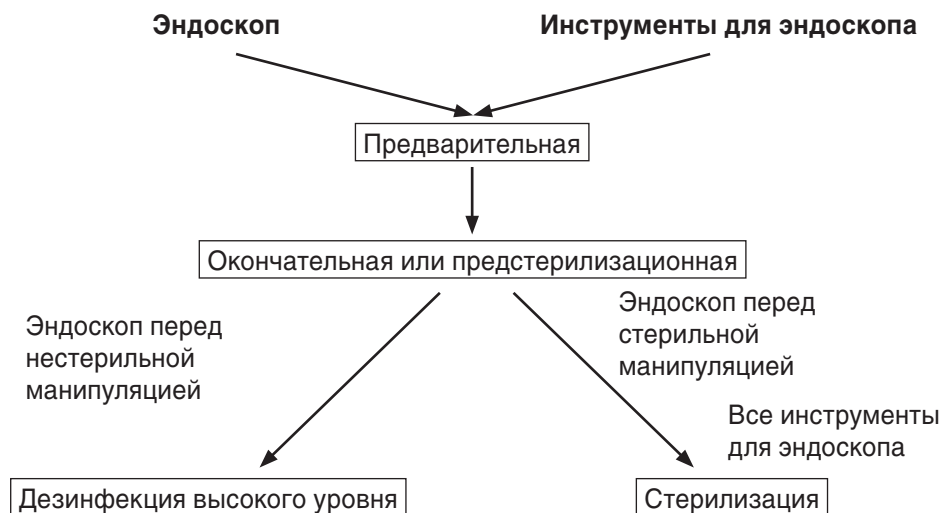 Эндоскоп
Инструменты для эндоскопа
Предварительная
Окончательная или предстерилизационная
Эндоскоп перед
нестерильной
манипуляцией
Эндоскоп перед
стерильной
манипуляцией
Все инструменты
для эндоскопа
Дезинфекция высокого уровня
Стерилизация